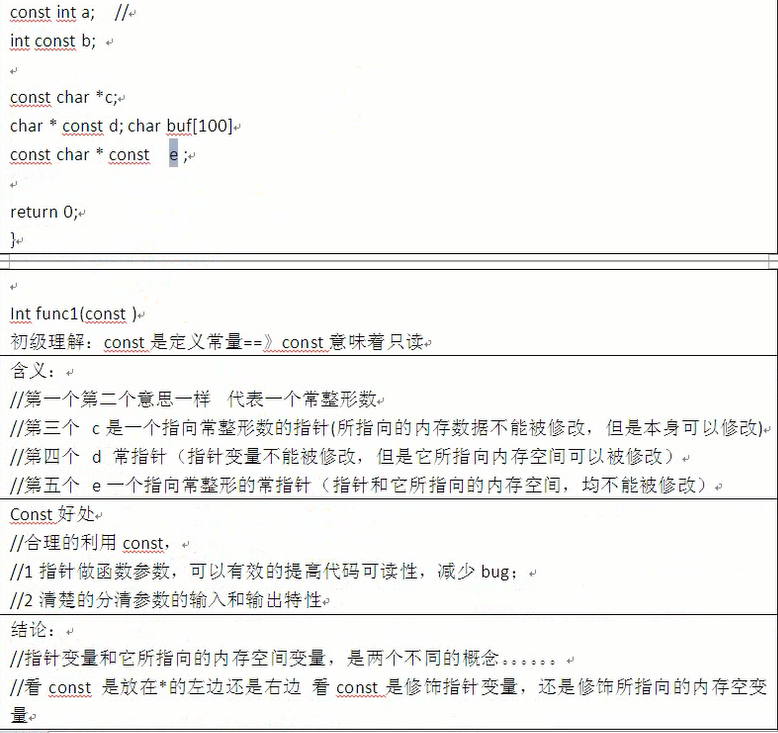 const int a;    //
int const b;
const char *c;
char * const d; char buf[100]
const char * const    e ;
return 0;
}
Int func1(const )
初级理解：const 是定义常量==》const 意味着只读
含义：
//第一个第二个意思一样   代表一个常整形数
//第三个  c 是一个指向常整形数的指针(所指向的内存数据不能被修改，但是本身可以修改)
//第四个  d  常指针（指针变量不能被修改，但是它所指向内存空间可以被修改）
//第五个  e 一个指向常整形的常指针（指针和它所指向的内存空间，均不能被修改）
Const 好处
//合理的利用 const，
//1 指针做函数参数，可以有效的提高代码可读性，减少 bug；
//2 清楚的分清参数的输入和输出特性
结论：
//指针变量和它所指向的内存空间变量，是两个不同的概念。。。。。。
//看 const  是放在*的左边还是右边  看 const 是修饰指针变量，还是修饰所指向的内存空变
量